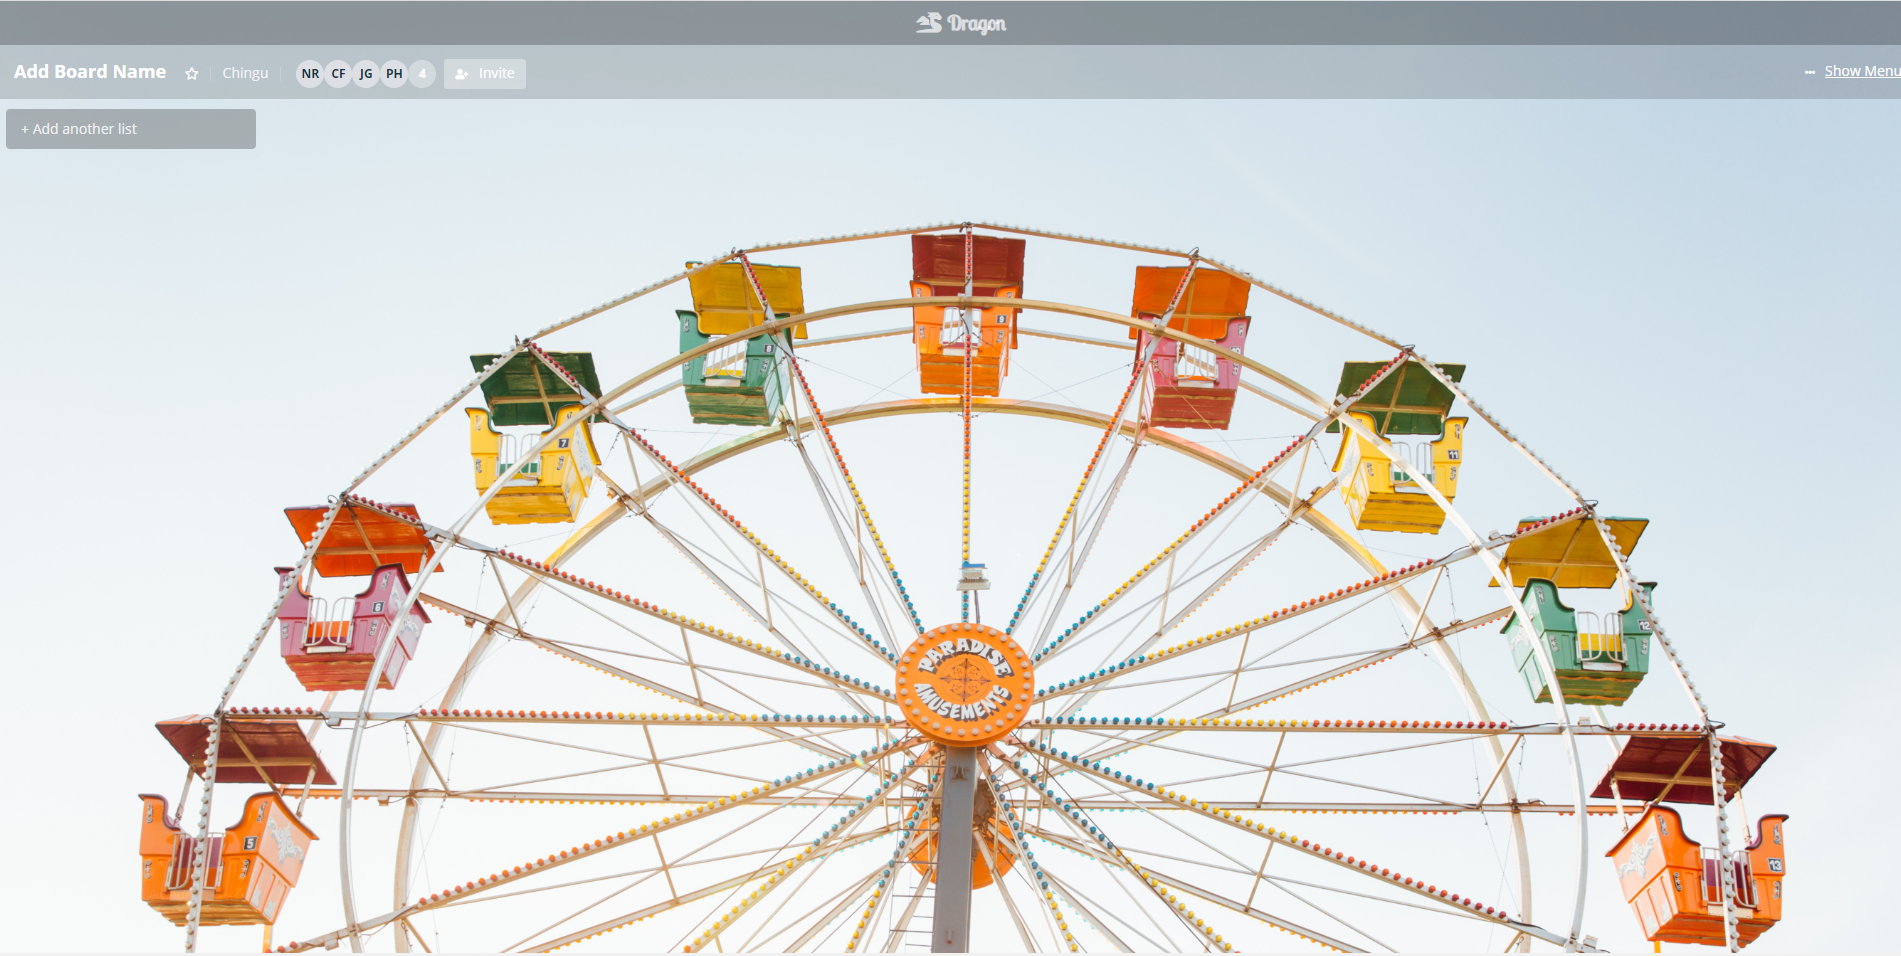 Dragon
Add Board Name
Chingu
NR
CF
JG
PH
4
Invite
... Show Menu
+ Add another list
9
8
10
7
11
6
12
PARADISE
AMUSEMENTS
5
13